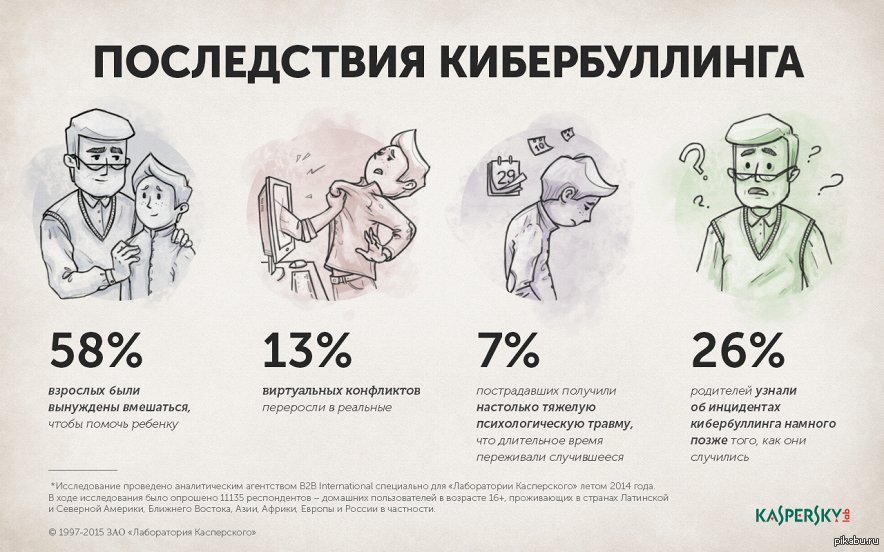 ПОСЛЕДСТВИЯ КИБЕРБУЛЛИНГА
10
29
58%
взрослых были
вынуждены вмешаться,
чтобы помочь ребенку
13%
виртуальных конфликтов
переросли в реальные
7%
пострадавших получили
настолько тяжелую
психологическую травму,
что длительное время
переживали случившееся
26%
родителей узнали
об инцидентах
кибербуллинга намного
позже того, как они
случились
*Исследование проведено аналитическим агентством B2B International специально для «Лаборатории Касперского» летом 2014 года.
В ходе исследования было опрошено 11135 респондентов – домашних пользователей в возрасте 16+, проживающих в странах Латинской
и Северной Америки, Ближнего Востока, Азии, Африки, Европы и России в частности.
© 1997-2015 ЗАО «Лаборатория Касперского»
KASPERSKY lab
pikabu.ru